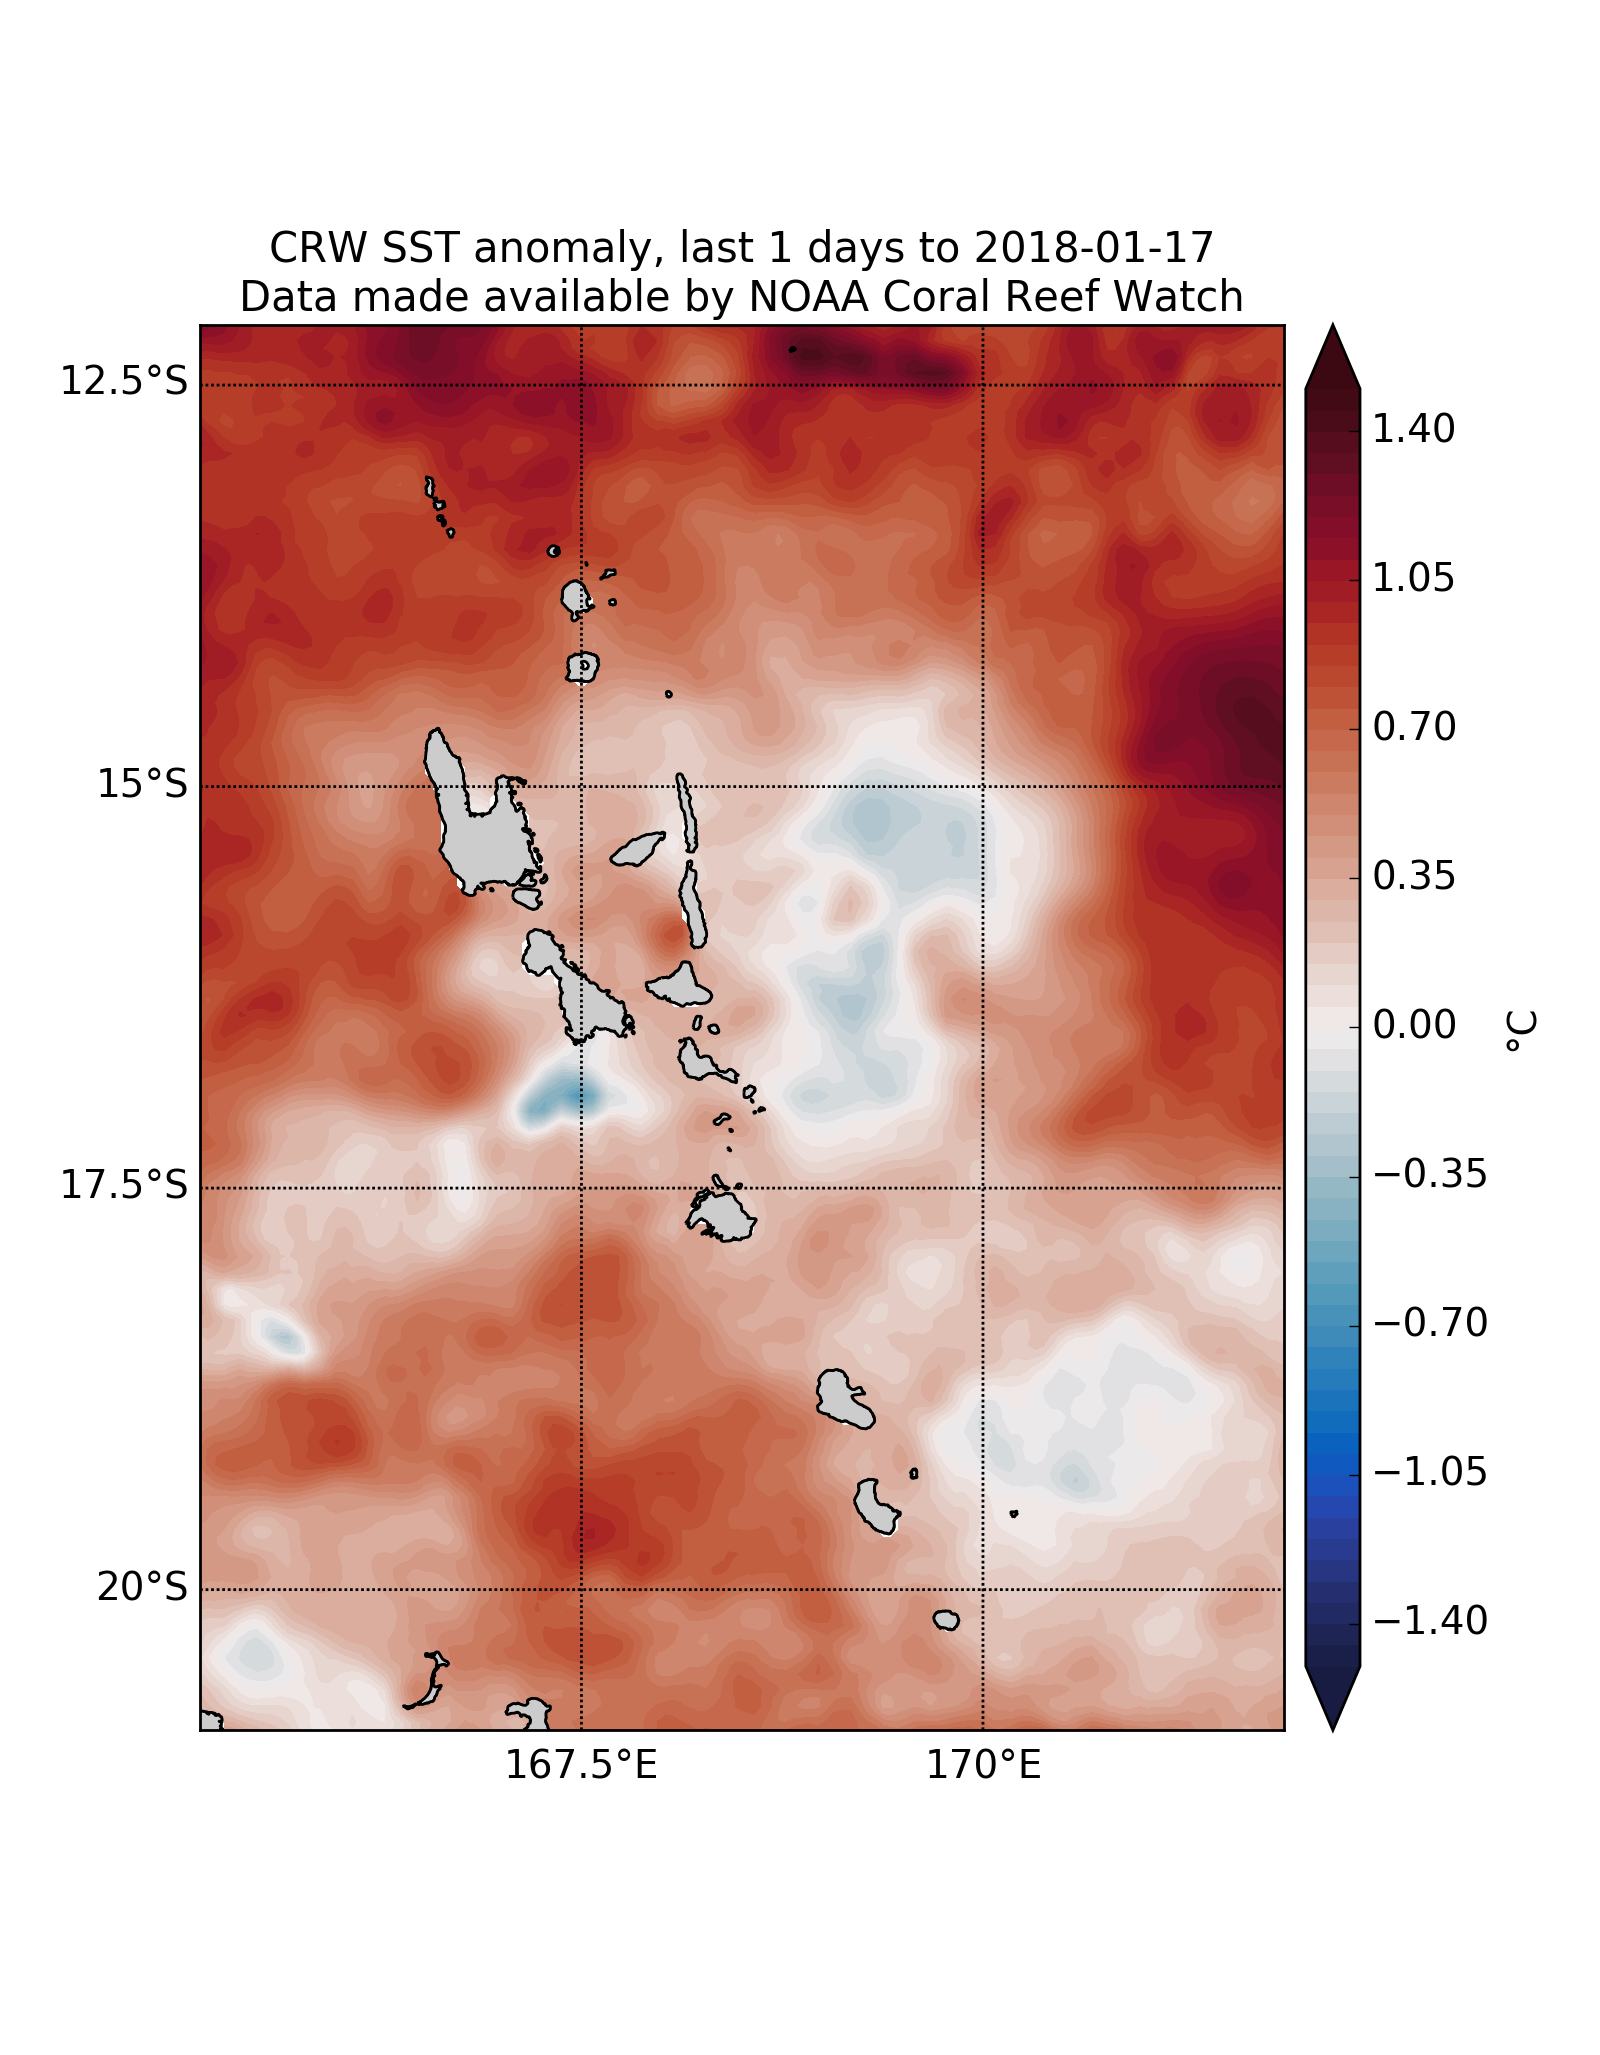 CRW SST anomaly, last 1 days to 2018-01-17
Data made available by NOAA Coral Reef Watch
12.5°S
15°S
17.5°S
20°S
167.5°E
170°E
1.40
1.05
0.70
0.35
0.00
−0.35
−0.70
−1.05
−1.40
°C